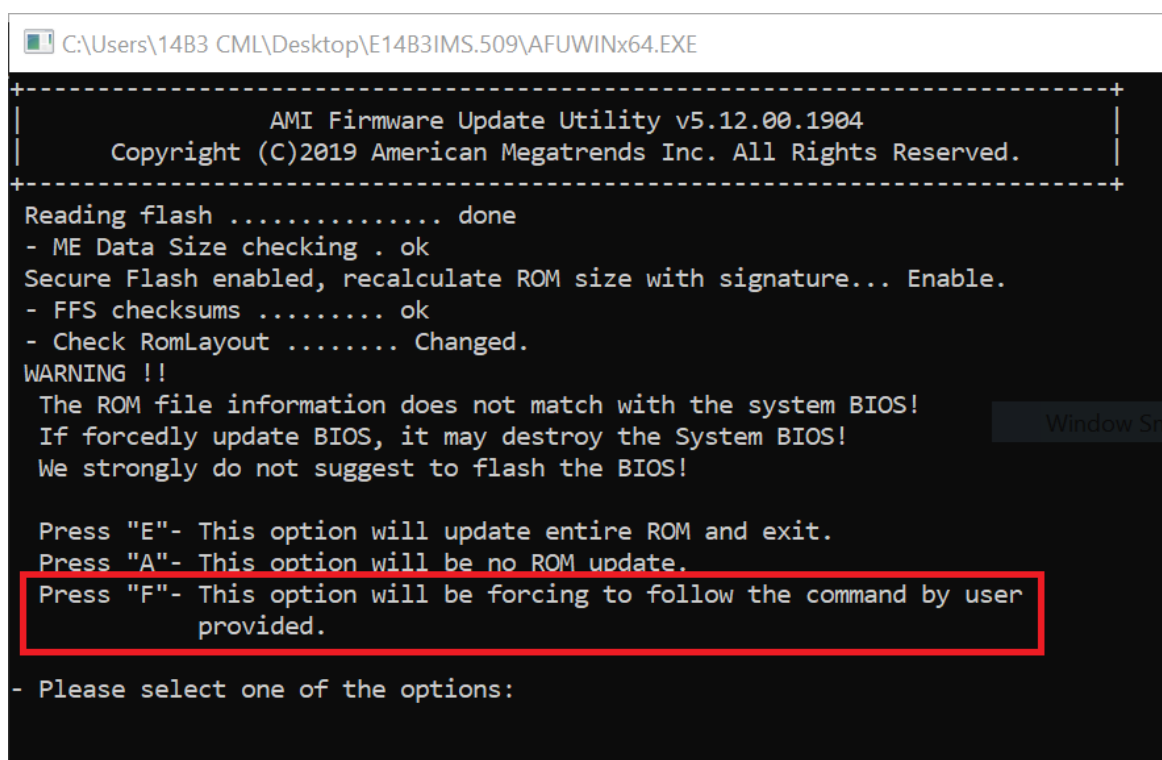 C:\Users\14B3 CML\Desktop\E14B3IMS.509\AFUWINx64.EXE
+---------------------------------------------------------------------------+
|                 AMI Firmware Update Utility v5.12.00.1904                 |
|      Copyright (C)2019 American Megatrends Inc. All Rights Reserved.      |
+---------------------------------------------------------------------------+
Reading flash ............... done
- ME Data Size checking . ok
Secure Flash enabled, recalculate ROM size with signature... Enable.
- FFS checksums ......... ok
- Check RomLayout ........ Changed.
WARNING !!
The ROM file information does not match with the system BIOS!
If forcedly update BIOS, it may destroy the System BIOS!
Window Sn
We strongly do not suggest to flash the BIOS!
Press "E"- This option will update entire ROM and exit.
Press "A"- This option will be no ROM update.
Press "F"- This option will be forcing to follow the command by user
provided.
- Please select one of the options: